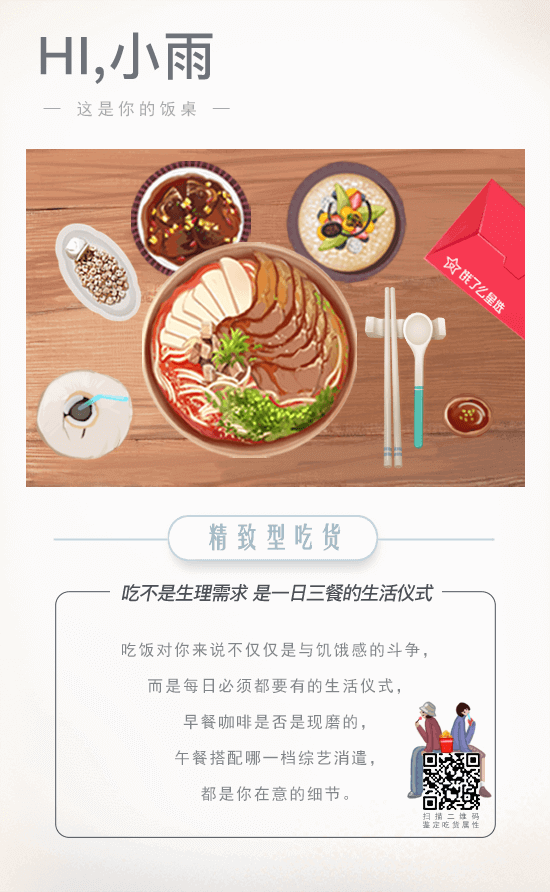 HI,小雨
— 这是你的饭桌 —
饿了么星选
精致型吃货
吃不是生理需求 是一日三餐的生活仪式
吃饭对你来说不仅仅是与饥饿感的斗争，
而是每日必须都要有的生活仪式，
早餐咖啡是否是现磨的，
午餐搭配哪一档综艺消遣，
都是你在意的细节。
扫描二维码
鉴定吃货属性